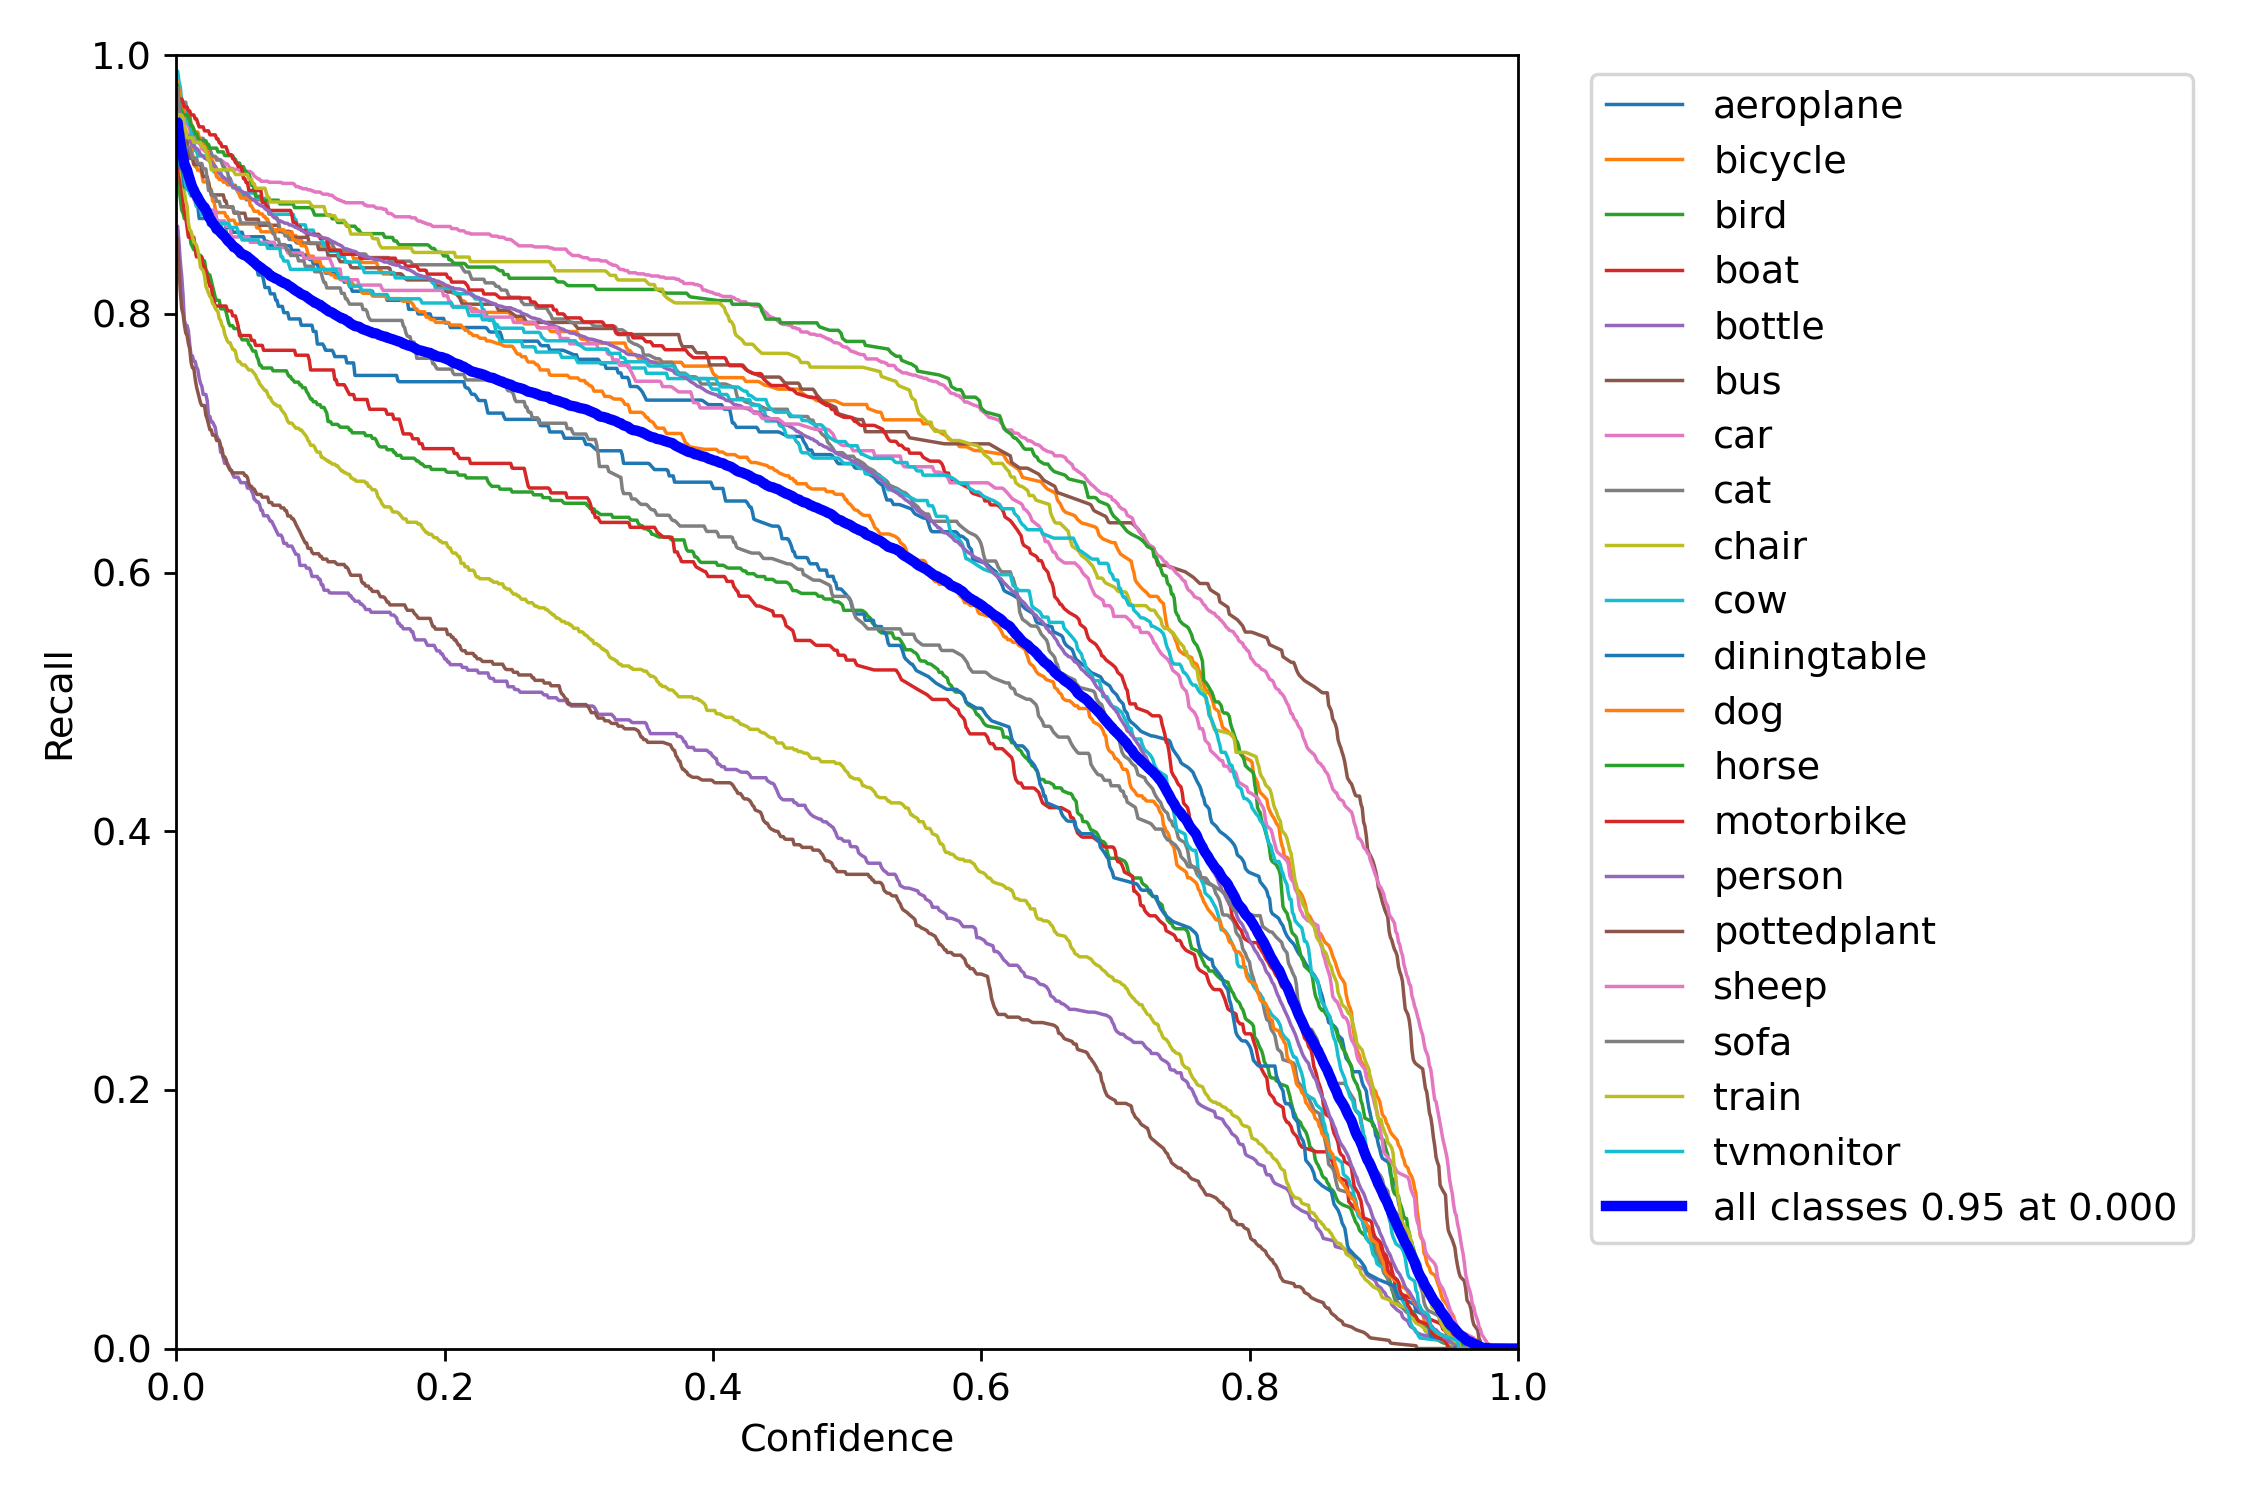 1.0
0.8
0.6
0.4
0.2
0.0
Recall
0.0 0.2 0.4 0.6 0.8 1.0
Confidence
aeroplane
bicycle
bird
boat
bottle
bus
car
cat
chair
cow
diningtable
dog
horse
motorbike
person
pottedplant
sheep
sofa
train
tvmonitor
all classes 0.95 at 0.000